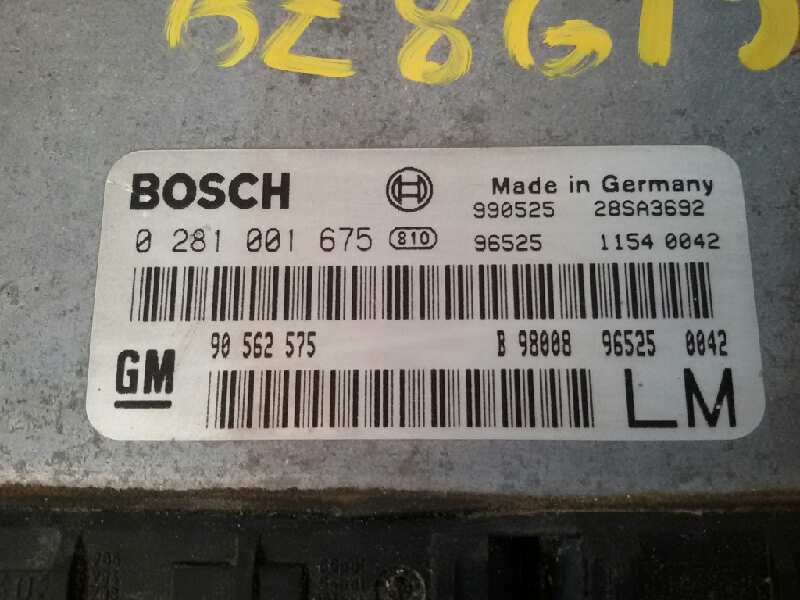 BOSCH Made in Germany
990525 28SA3692
0 281 001 675 810 96525 1154 0042
90 562 575 B 98008 96525 0042
GM LM